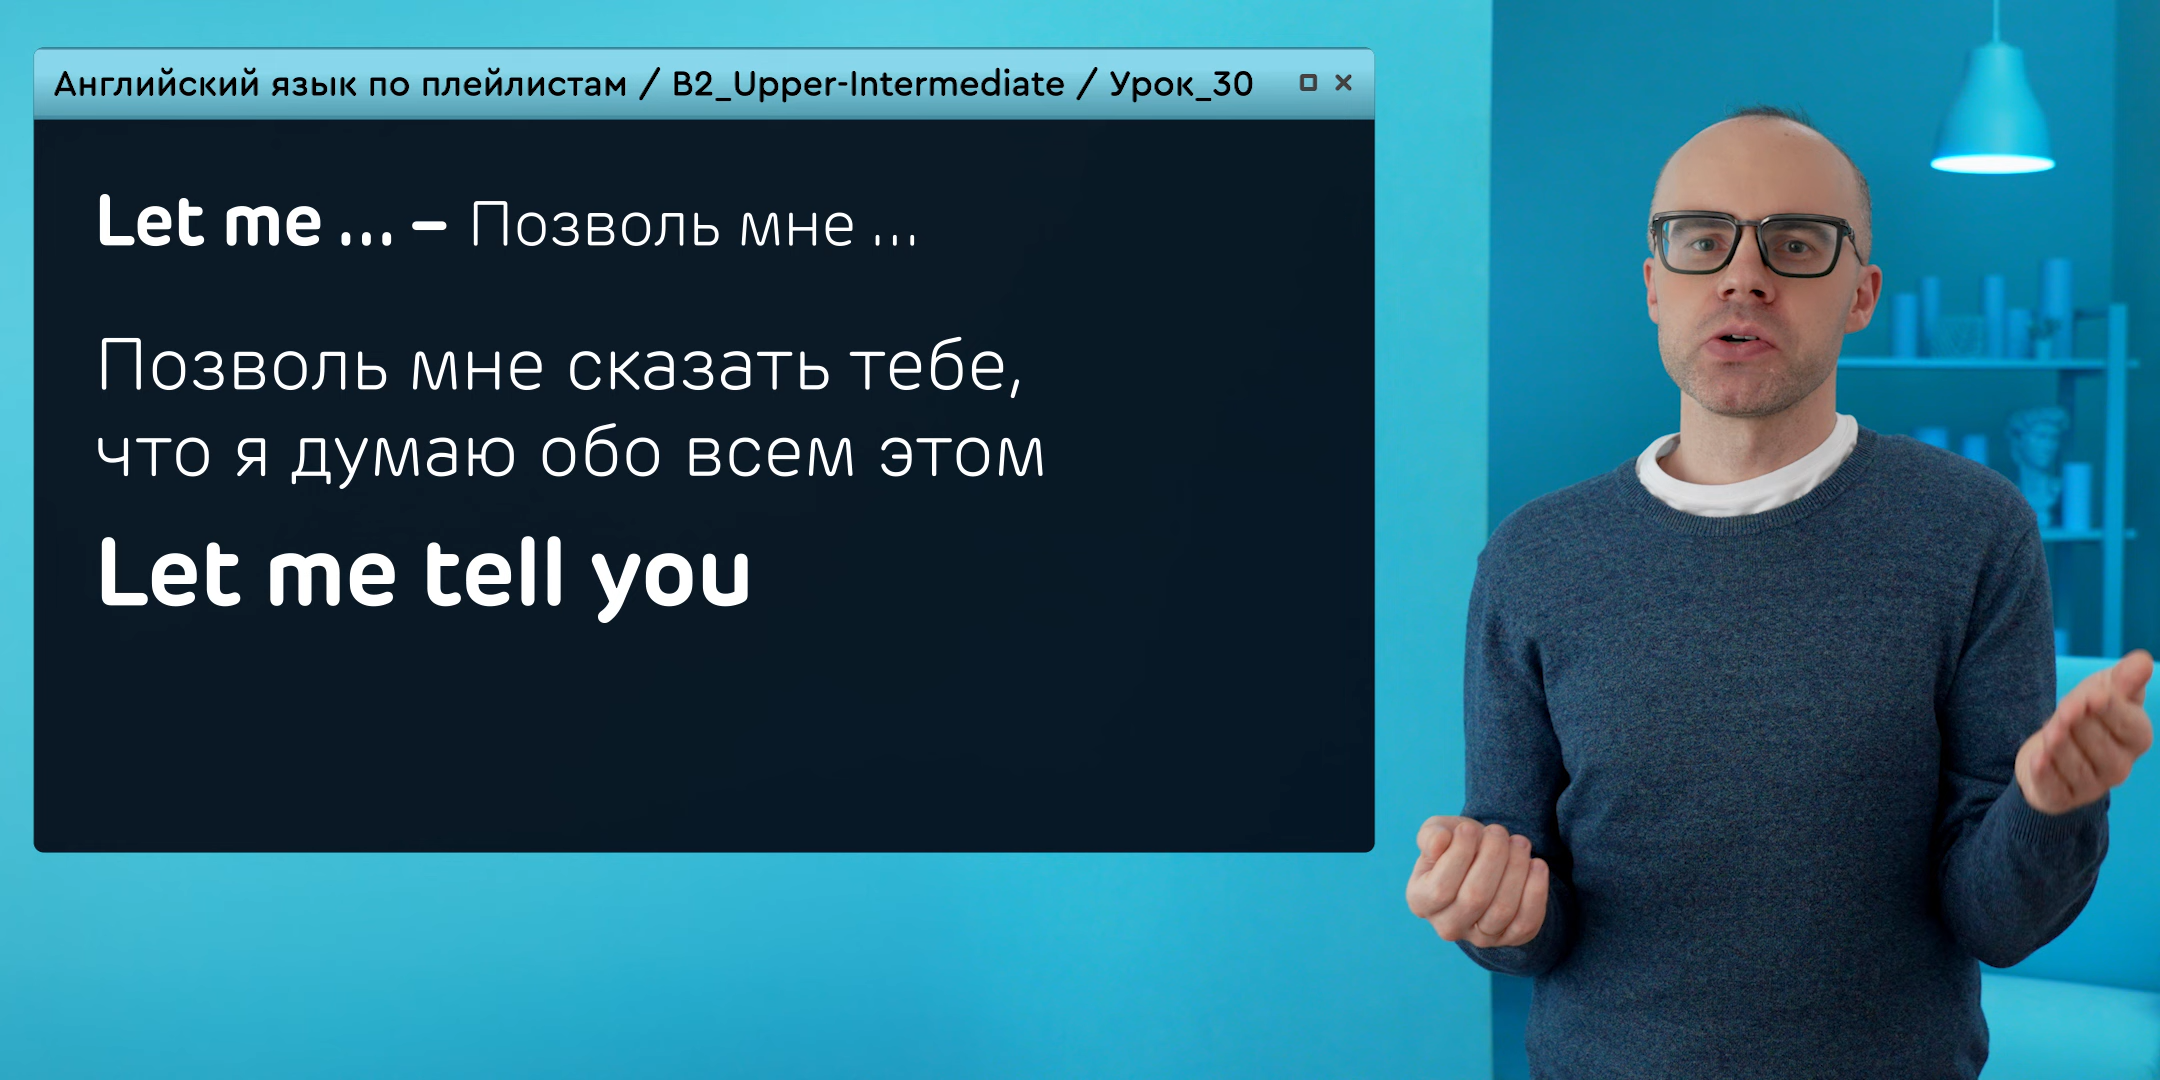 Английский язык по плейлистам / B2_Upper-Intermediate / Урок_30
Let me ... – Позволь мне ...
Позволь мне сказать тебе,
что я думаю обо всем этом
Let me tell you